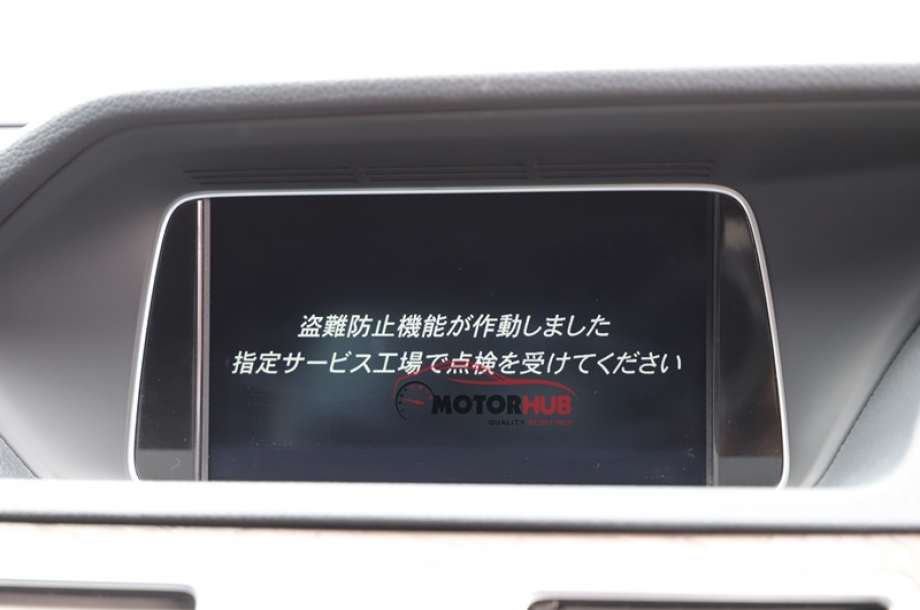 盗難防止機能が作動しました
指定サービス工場で点検を受けてください
MOTORHUB
QUALITY REDEFINED